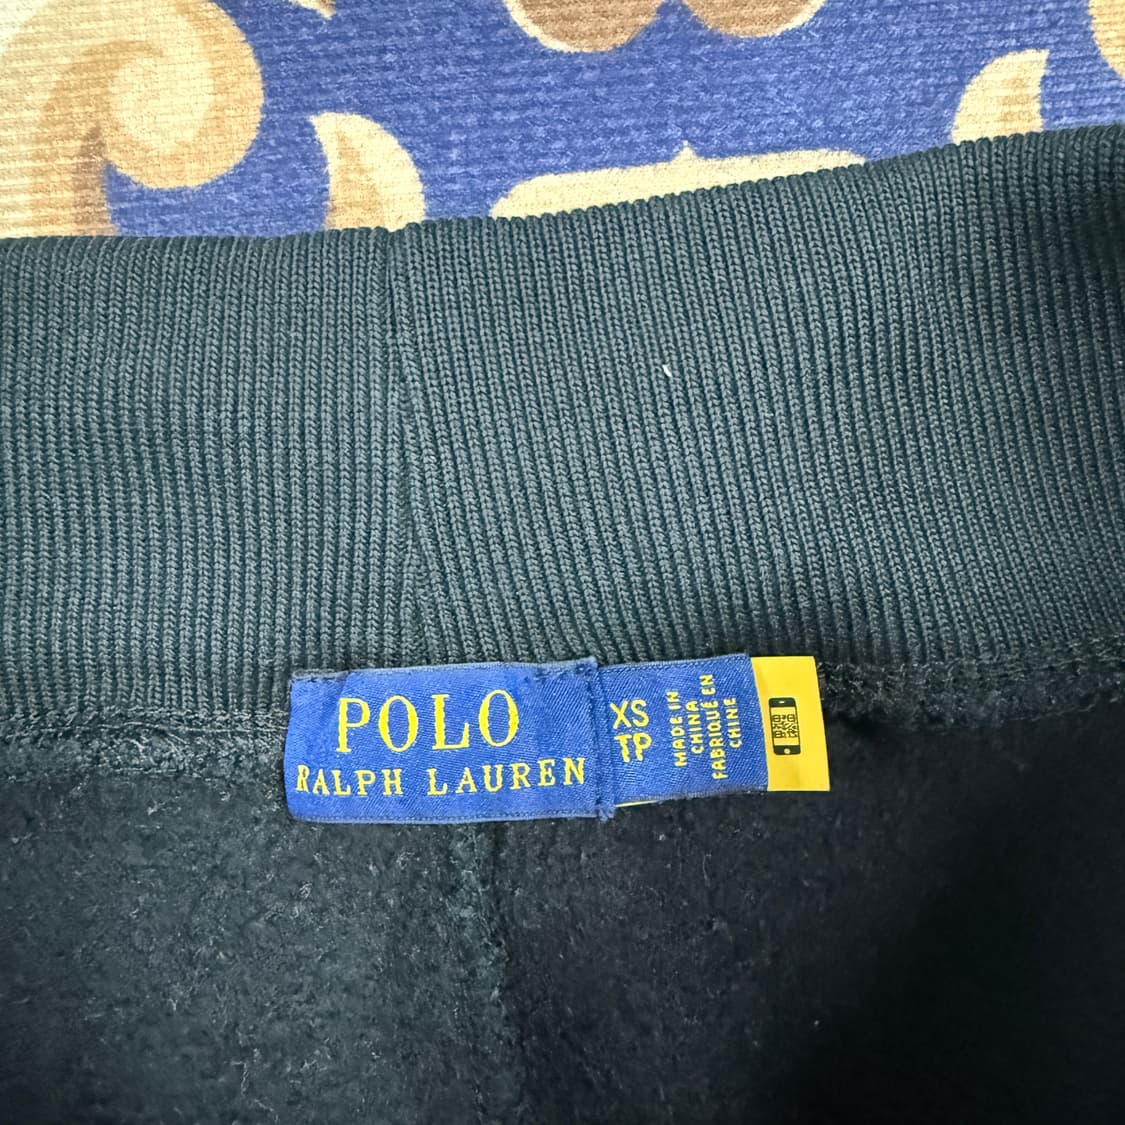 POLO
RALPH LAUREN
XS
TP
MADE IN
CHINA
FABRIQUÉ EN
CHINE